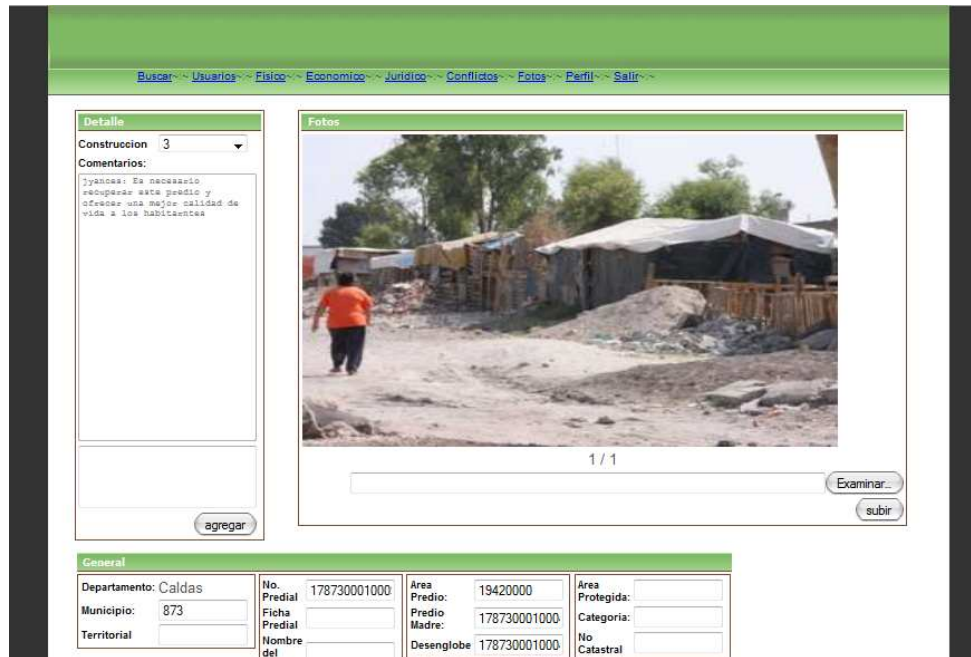 Buscar~ ~ Usuarios~ ~ Fisico~ ~ Economico~ ~ Juridico~ ~ Conflictos~ ~ Fotos~ ~ Perfil~ ~ Salir~ ~
Detalle
Construccion 3
Comentarios:
jyances: Es necesario
recuperar este predio y
ofrecer una mejor calidad de
vida a los habitantes
agregar
Fotos
1 / 1
Examinar...
subir
General
Departamento: Caldas
Municipio: 873
Territorial
No.
Predial 178730001000
Ficha
Predial
Nombre
del
Area
Predio: 19420000
Predio
Madre: 178730001000
Desenglobe 178730001000
Area
Protegida:
Categoria:
No
Catastral